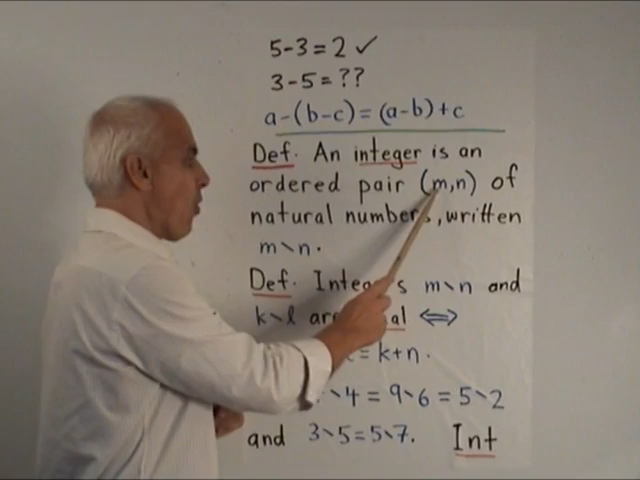 5-3=2 ✓
3-5=??
a-(b-c)=(a-b)+c
Def. An integer is an
ordered pair (m,n) of
natural numbers, written
m∖n.
Def. Integers m∖n and
k∖l are ⇔
= k+n.
∖4 = 9∖6 = 5∖2
and 3∖5=5∖7. Int